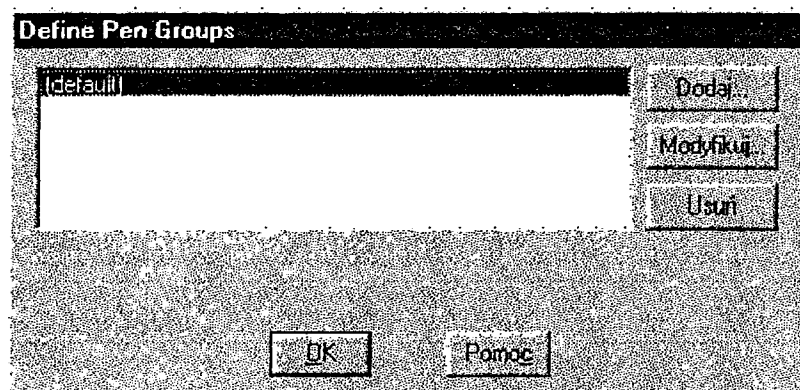 Define Pen Groups
(default)
Dodaj...
Modyfikuj...
Usuń
OK
Pomoc